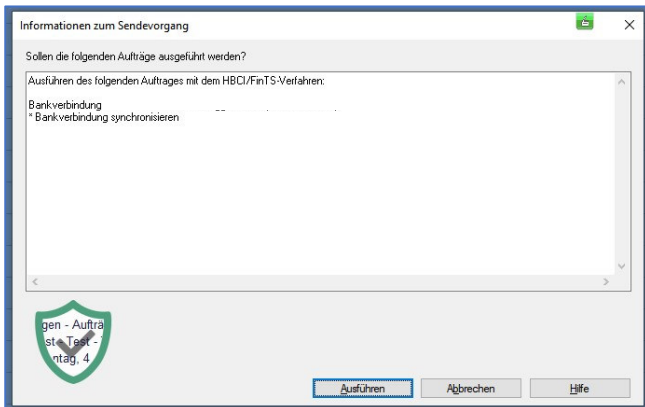 Informationen zum Sendevorgang
Sollen die folgenden Aufträge ausgeführt werden?
Ausführen des folgenden Auftrages mit dem HBCI/FinTS-Verfahren:
Bankverbindung
* Bankverbindung synchronisieren
gen - Aufträ
st - Test -
ntag, 4
Ausführen
Abbrechen
Hilfe